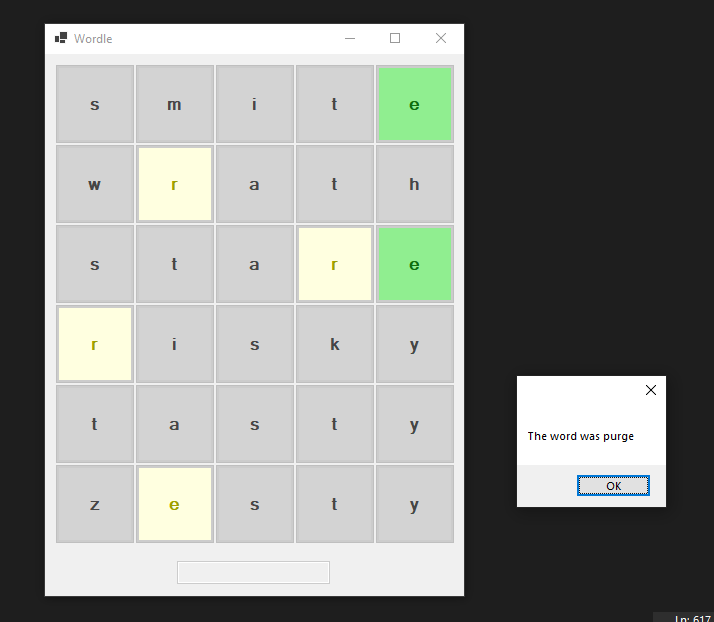 Wordle
s m i t e
w r a t h
s t a r e
r i s k y
t a s t y
z e s t y
The word was purge
OK
Ln: 617